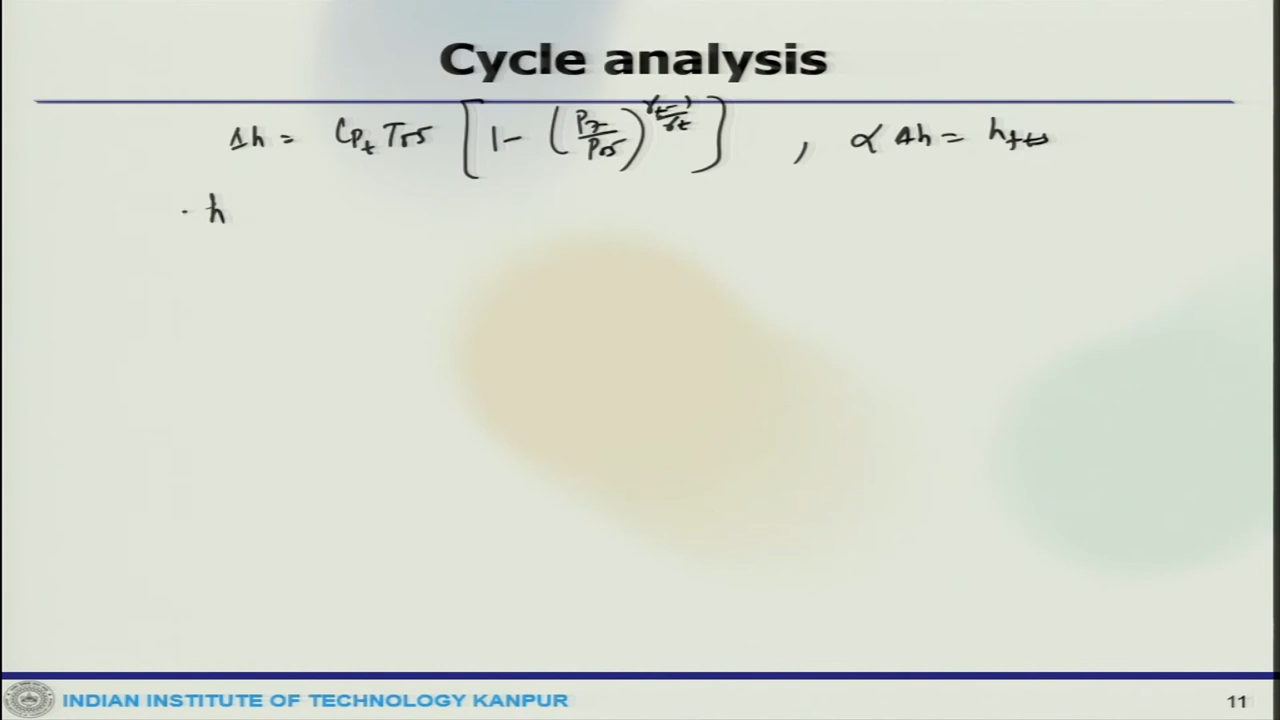 Cycle analysis
Δh = Cpₜ T05 [ 1 - ( P7 / P05 )^( γt-1 / γt ) ] , α Δh =
. h
INDIAN INSTITUTE OF TECHNOLOGY KANPUR
11